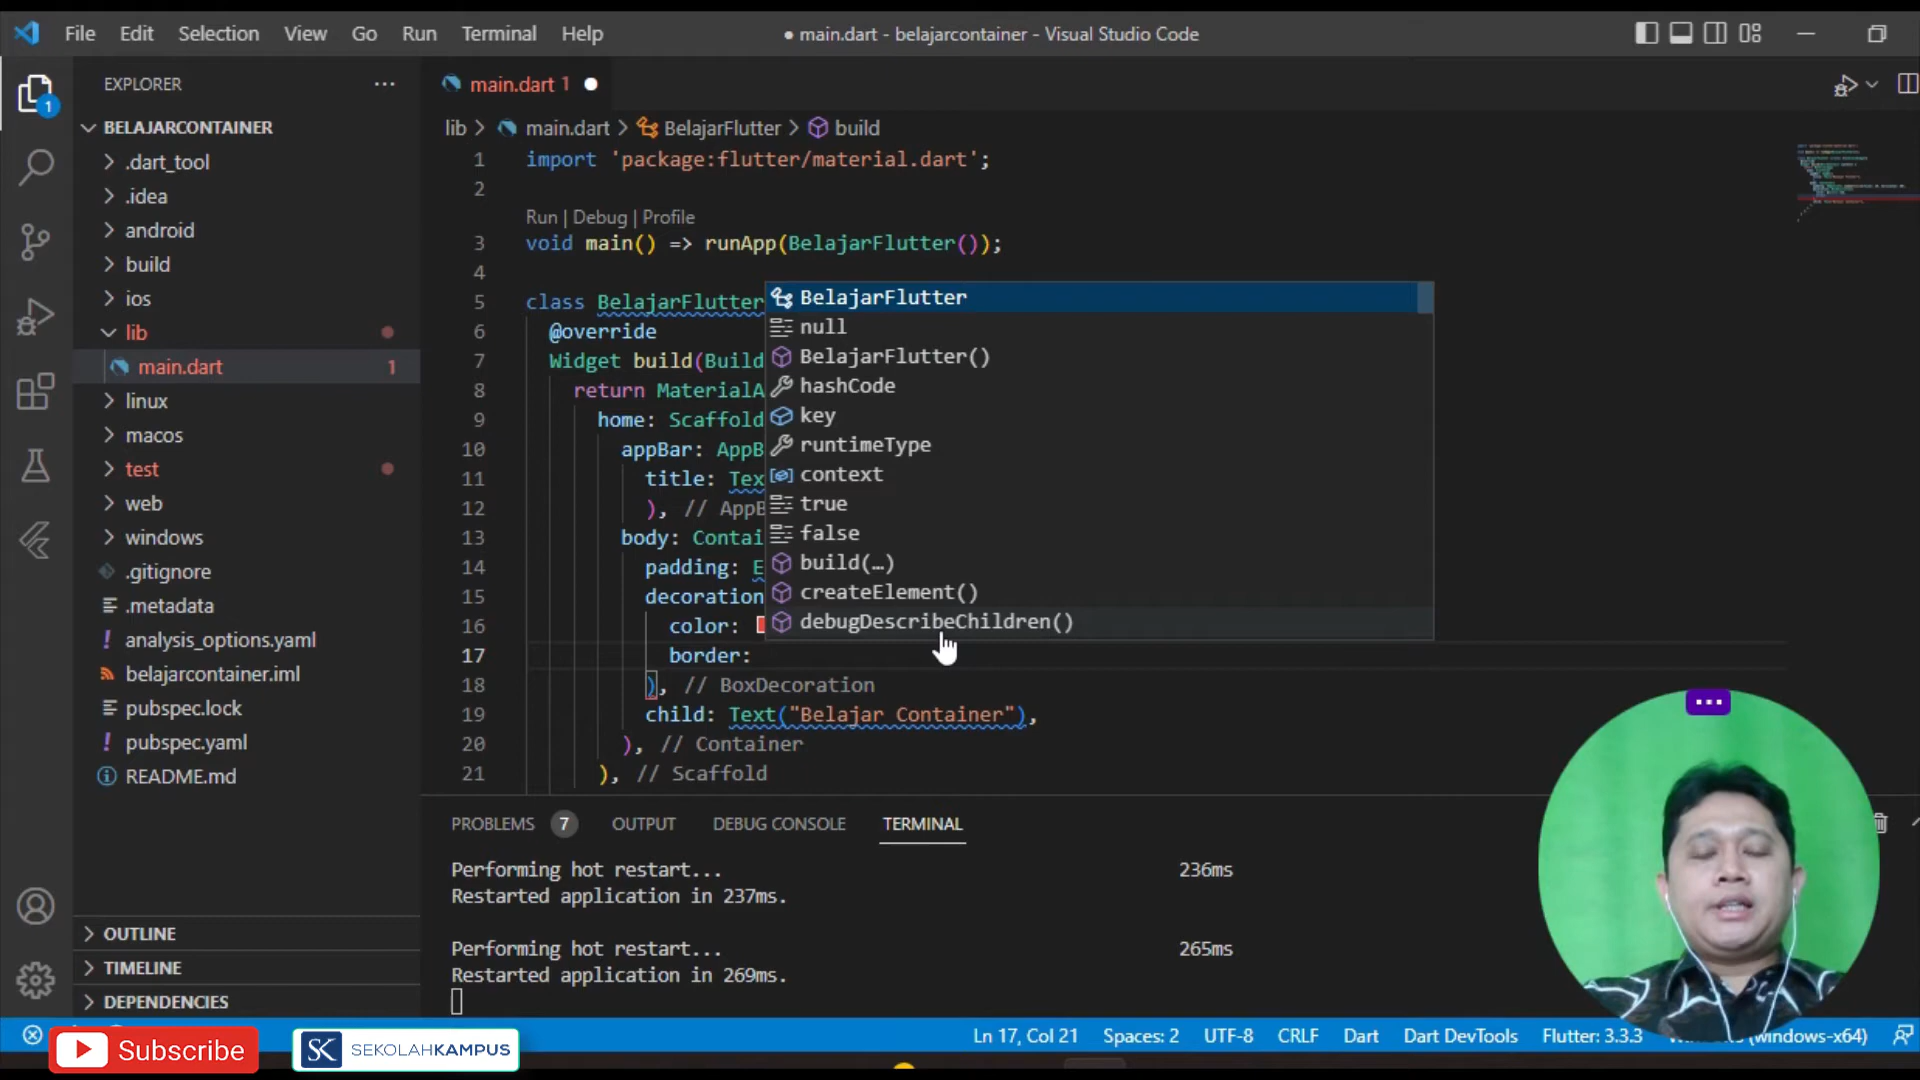 File Edit Selection View Go Run Terminal Help
● main.dart - belajarcontainer - Visual Studio Code
EXPLORER
1
BELAJARCONTAINER
.dart_tool
.idea
android
build
ios
lib
main.dart 1
linux
macos
test
web
windows
.gitignore
.metadata
analysis_options.yaml
belajarcontainer.iml
pubspec.lock
pubspec.yaml
README.md
OUTLINE
TIMELINE
DEPENDENCIES
main.dart 1
lib > main.dart > BelajarFlutter > build
1 import 'package:flutter/material.dart';
2
Run | Debug | Profile
3 void main() => runApp(BelajarFlutter());
4
5 class BelajarFlutter
6 @override
7 Widget build(Build
8 return MaterialA
9 home: Scaffold
10 appBar: AppB
11 title: Tex
12 ), // AppB
13 body: Contai
14 padding: E
15 decoration
16 color:
17 border:
18 ), // BoxDecoration
19 child: Text("Belajar Container"),
20 ), // Container
21 ), // Scaffold
BelajarFlutter
null
BelajarFlutter()
hashCode
key
runtimeType
context
true
false
build(…)
createElement()
debugDescribeChildren()
PROBLEMS 7 OUTPUT DEBUG CONSOLE TERMINAL
Performing hot restart... 236ms
Restarted application in 237ms.
Performing hot restart... 265ms
Restarted application in 269ms.
Ln 17, Col 21 Spaces: 2 UTF-8 CRLF Dart Dart DevTools Flutter: 3.3.3 (windows-x64)
Subscribe
SK SEKOLAHKAMPUS